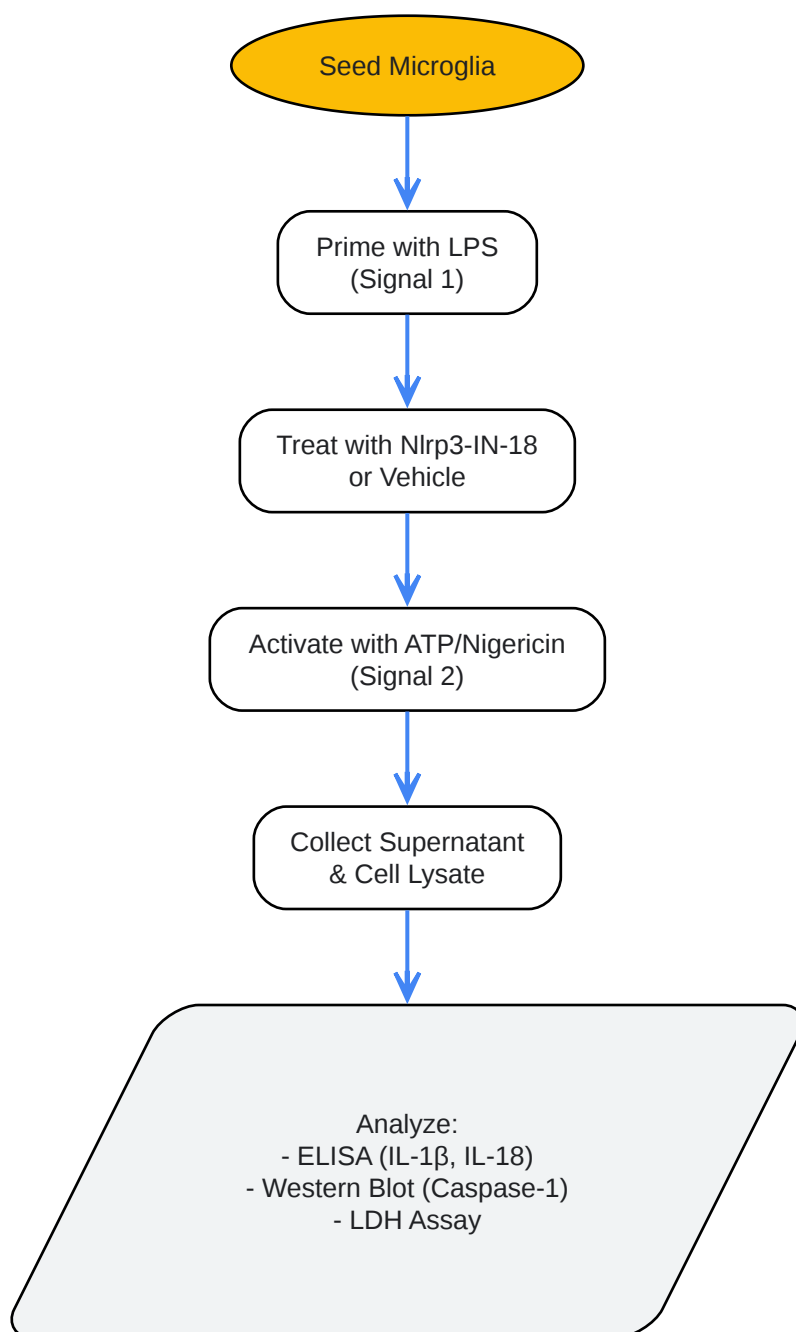 Seed Microglia
Prime with LPS
(Signal 1)
Treat with Nlrp3-IN-18
or Vehicle
Activate with ATP/Nigericin
(Signal 2)
Collect Supernatant
& Cell Lysate
Analyze:
- ELISA (IL-1β, IL-18)
- Western Blot (Caspase-1)
- LDH Assay